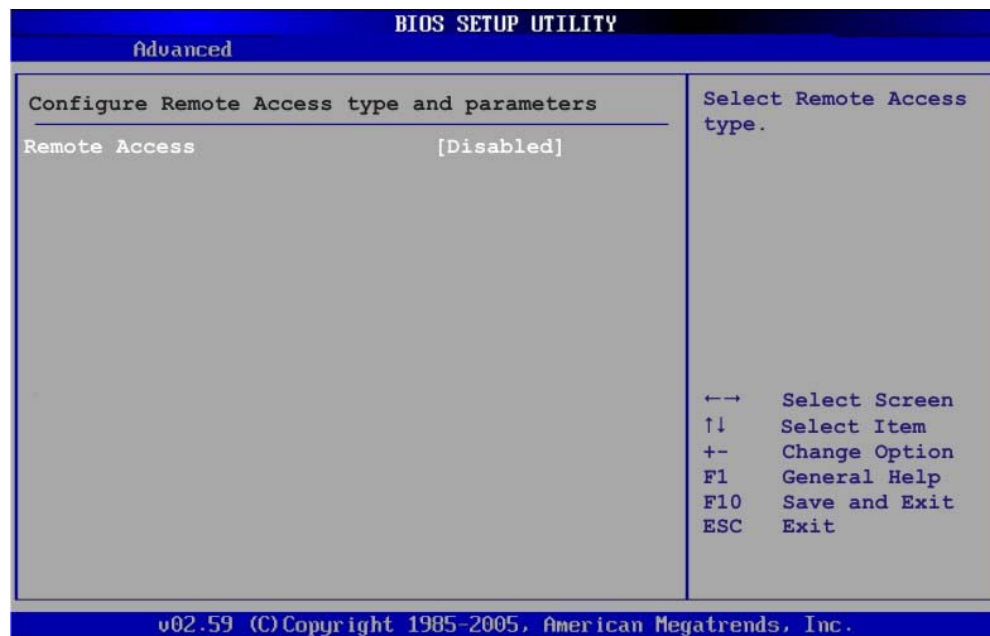 BIOS SETUP UTILITY
Advanced
Configure Remote Access type and parameters
Remote Access [Disabled]
Select Remote Access
type.
←→ Select Screen
↑↓ Select Item
+- Change Option
F1 General Help
F10 Save and Exit
ESC Exit
v02.59 (C)Copyright 1985-2005, American Megatrends, Inc.